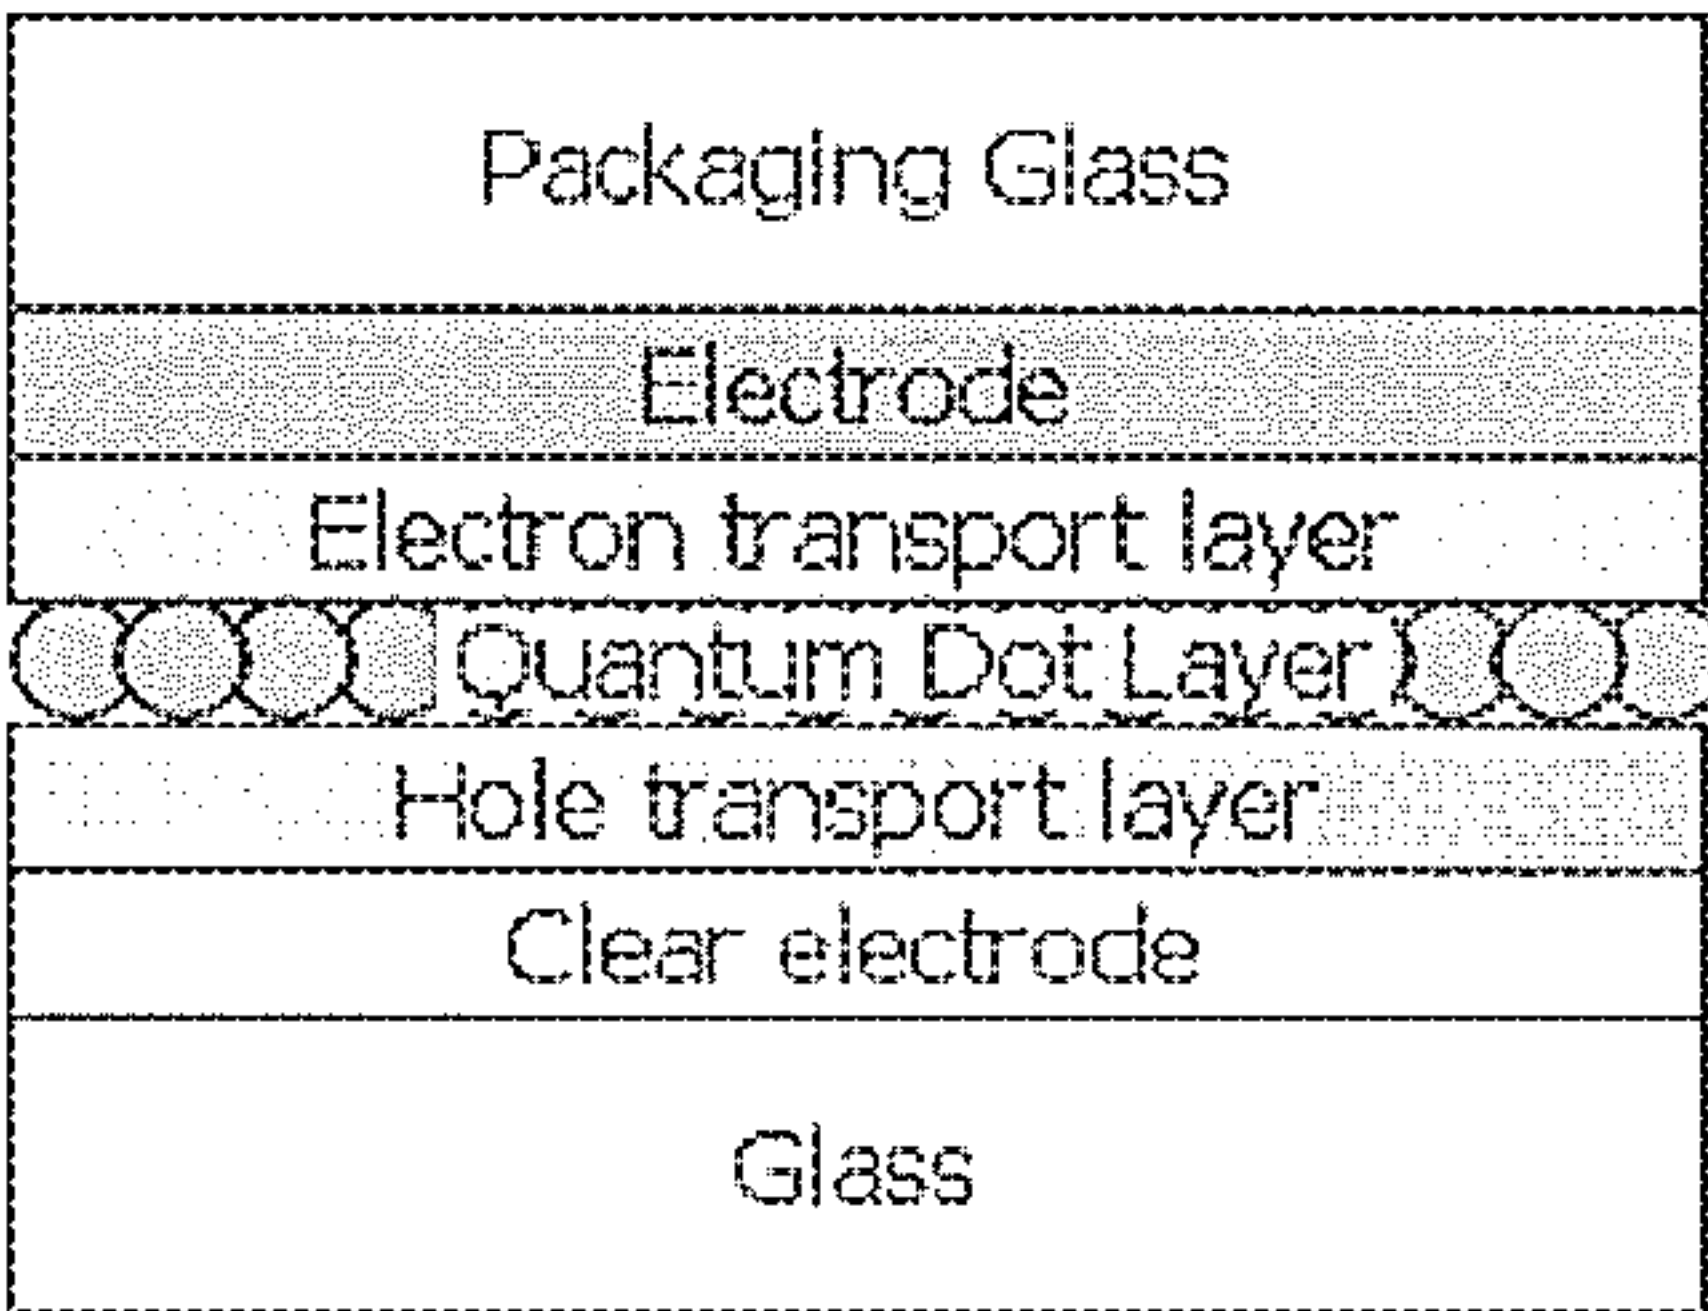 Packaging Glass
Electrode
Electron transport layer
Quantum Dot Layer
Hole transport layer
Clear electrode
Glass